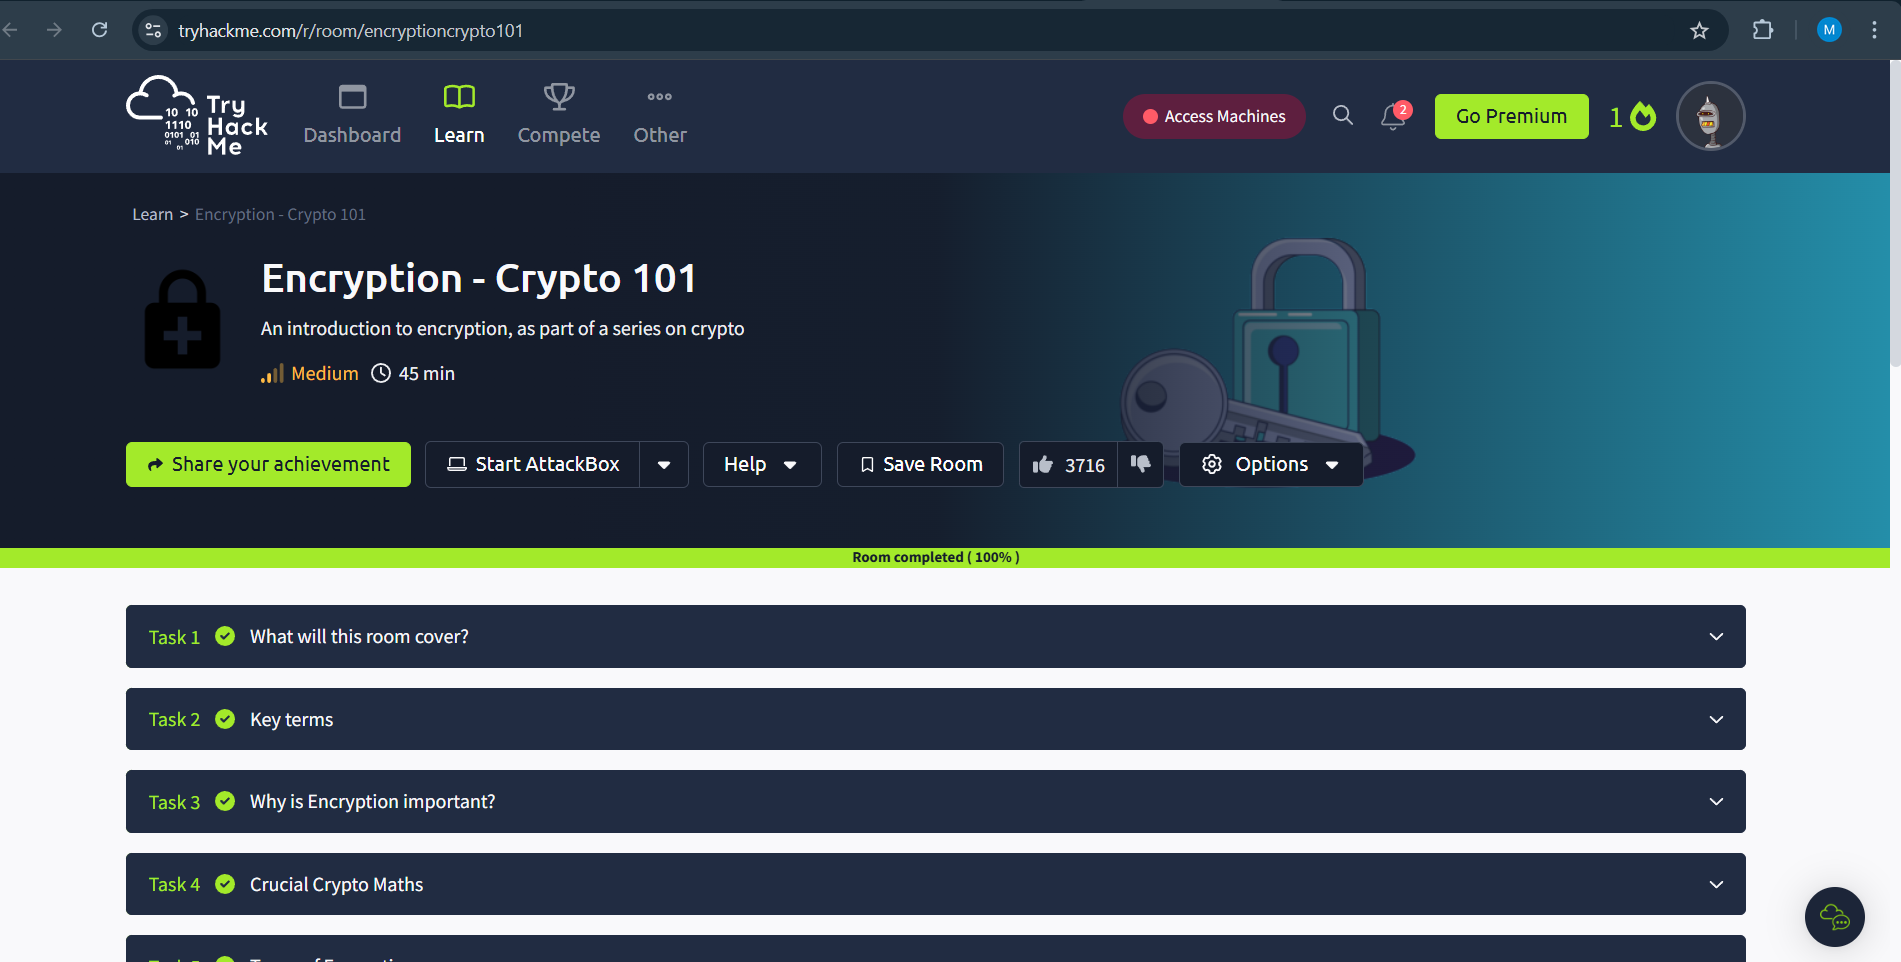 tryhackme.com/r/room/encryptioncrypto101
M
10 10
1110
0101 01
01 010
01
Try
Hack
Me
Dashboard
Learn
Compete
Other
Access Machines
2
Go Premium
1
Learn > Encryption - Crypto 101
Encryption - Crypto 101
An introduction to encryption, as part of a series on crypto
Medium 45 min
Share your achievement
Start AttackBox
Help
Save Room
3716
Options
Room completed ( 100% )
Task 1 What will this room cover?
Task 2 Key terms
Task 3 Why is Encryption important?
Task 4 Crucial Crypto Maths